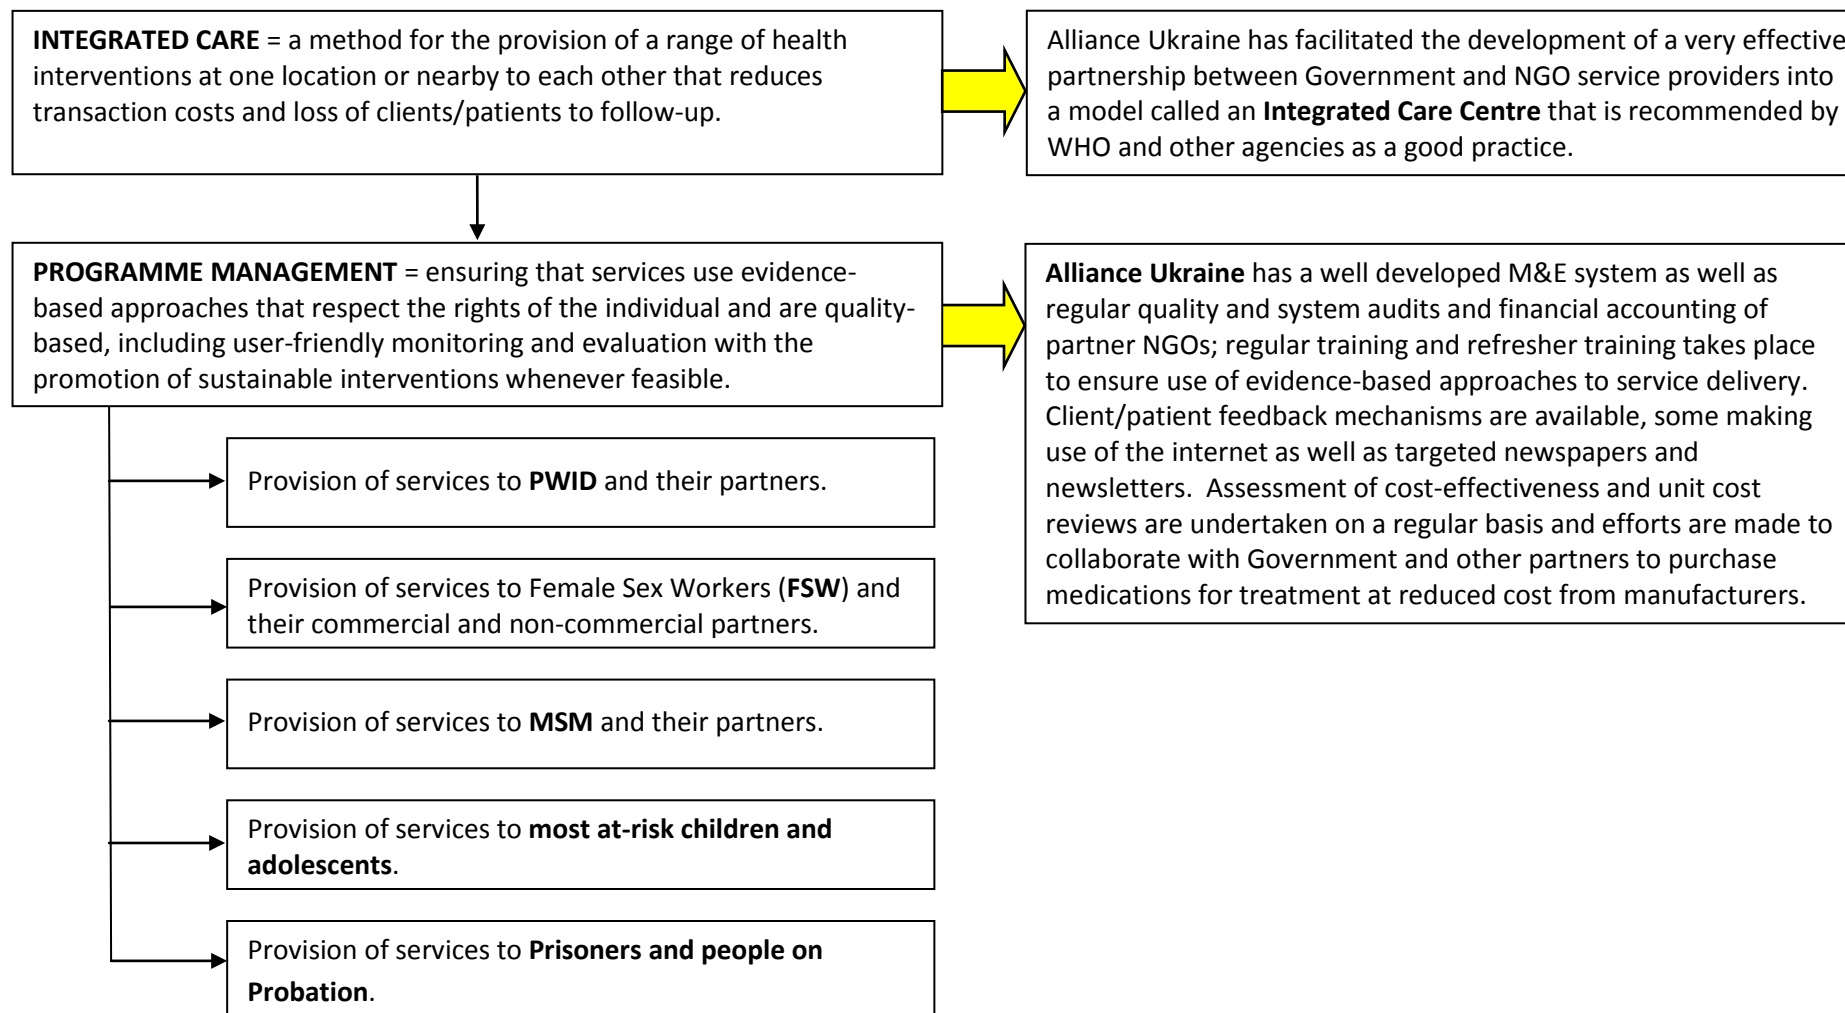 INTEGRATED CARE = a method for the provision of a range of health
interventions at one location or nearby to each other that reduces
transaction costs and loss of clients/patients to follow-up.
Alliance Ukraine has facilitated the development of a very effective
partnership between Government and NGO service providers into
a model called an Integrated Care Centre that is recommended by
WHO and other agencies as a good practice.
PROGRAMME MANAGEMENT = ensuring that services use evidence-
based approaches that respect the rights of the individual and are quality-
based, including user-friendly monitoring and evaluation with the
promotion of sustainable interventions whenever feasible.
Alliance Ukraine has a well developed M&E system as well as
regular quality and system audits and financial accounting of
partner NGOs; regular training and refresher training takes place
to ensure use of evidence-based approaches to service delivery.
Client/patient feedback mechanisms are available, some making
use of the internet as well as targeted newspapers and
newsletters.  Assessment of cost-effectiveness and unit cost
reviews are undertaken on a regular basis and efforts are made to
collaborate with Government and other partners to purchase
medications for treatment at reduced cost from manufacturers.
Provision of services to PWID and their partners.
Provision of services to Female Sex Workers (FSW) and
their commercial and non-commercial partners.
Provision of services to MSM and their partners.
Provision of services to most at-risk children and
adolescents.
Provision of services to Prisoners and people on
Probation.